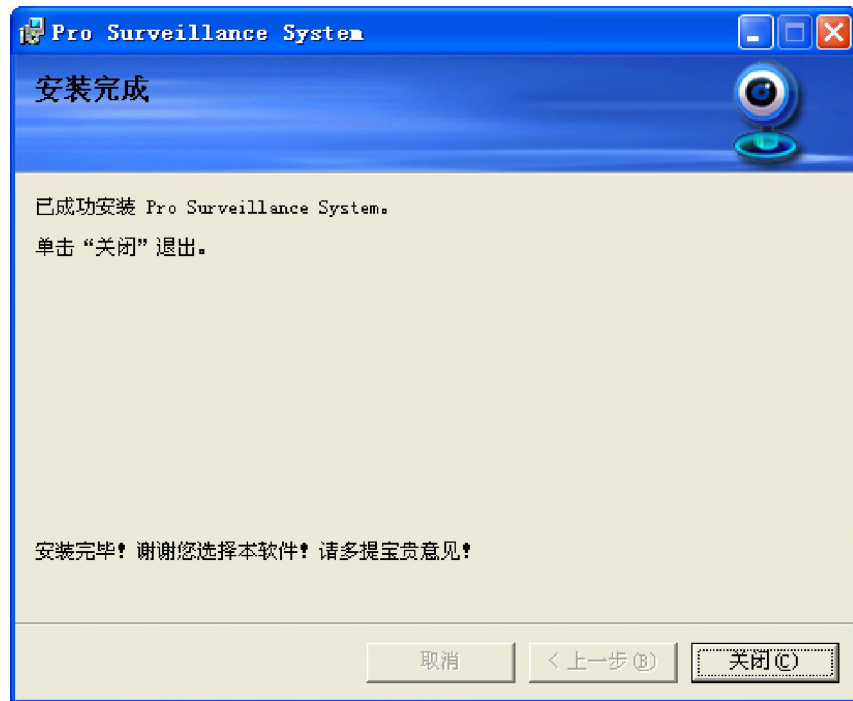 Pro Surveillance System
安装完成
已成功安装 Pro Surveillance System。
单击“关闭”退出。
安装完毕！谢谢您选择本软件！请多提宝贵意见！
取消
< 上一步(B)
关闭(C)